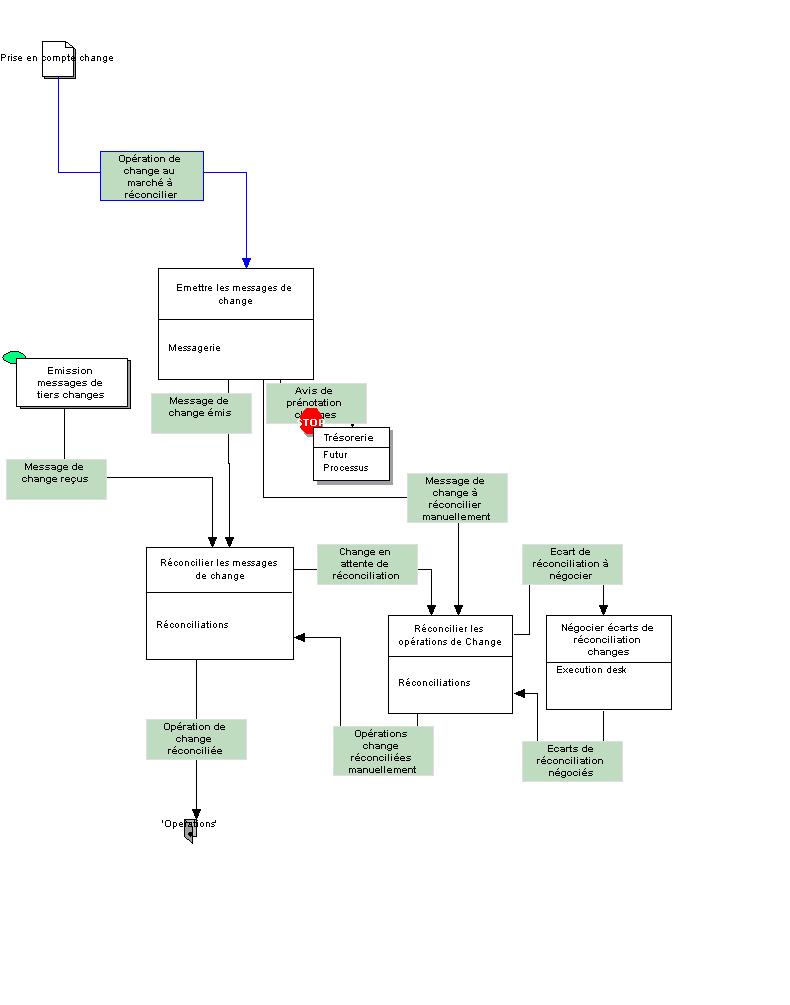 Prise en compte change
Opération de
change au
marché à
réconcilier
Emettre les messages de
change
Messagerie
Emission
messages de
tiers changes
Message de
change émis
Avis de
prénotation
STOP
Trésorerie
Futur
Processus
Message de
change reçus
Message de
change à
réconcilier
manuellement
Réconcilier les messages
de change
Réconciliations
Change en
attente de
réconciliation
Ecart de
réconciliation à
négocier
Réconcilier les
opérations de Change
Réconciliations
Négocier écarts de
réconciliation
changes
Execution desk
Opération de
change
réconciliée
Opérations
change
réconciliées
manuellement
Ecarts de
réconciliation
négociés
'Operations'